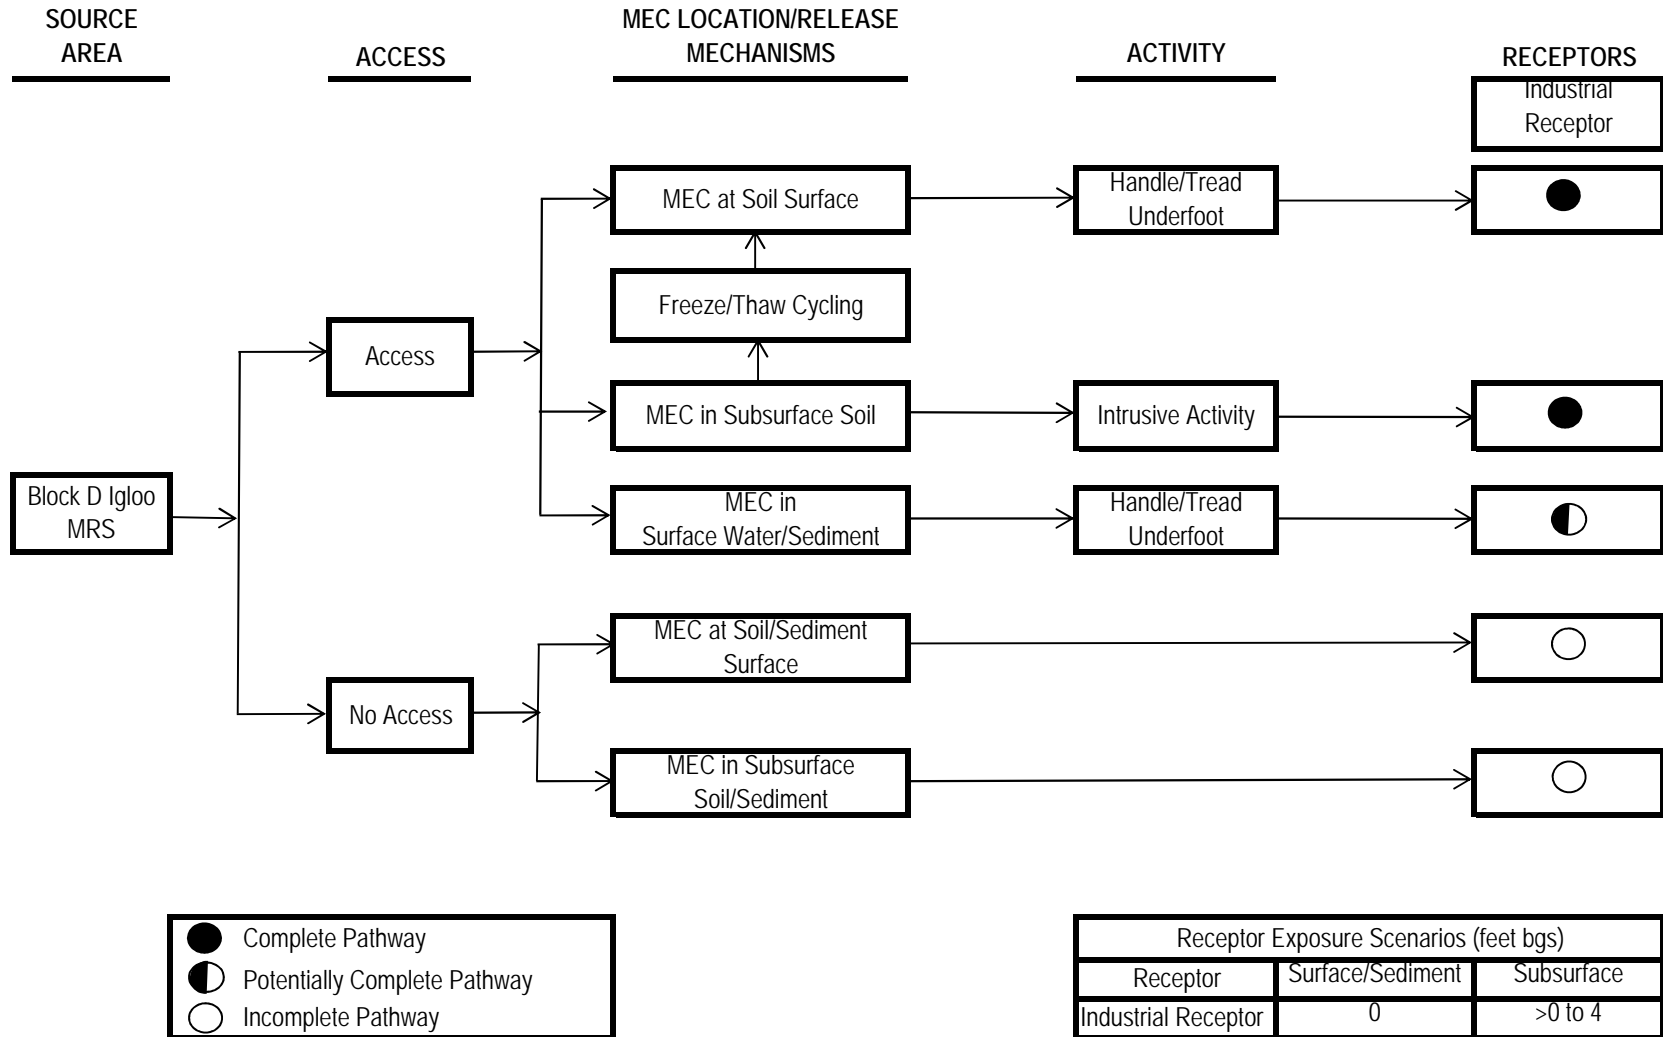 SOURCE
AREA
ACCESS
MEC LOCATION/RELEASE
MECHANISMS
ACTIVITY
RECEPTORS
Industrial
Receptor
MEC at Soil Surface
Handle/Tread
Underfoot
Freeze/Thaw Cycling
Access
MEC in Subsurface Soil
Intrusive Activity
Block D Igloo
MRS
MEC in
Surface Water/Sediment
Handle/Tread
Underfoot
MEC at Soil/Sediment
Surface
No Access
MEC in Subsurface
Soil/Sediment
Complete Pathway
Potentially Complete Pathway
Incomplete Pathway
Receptor Exposure Scenarios (feet bgs)
Receptor Surface/Sediment Subsurface
Industrial Receptor 0 >0 to 4